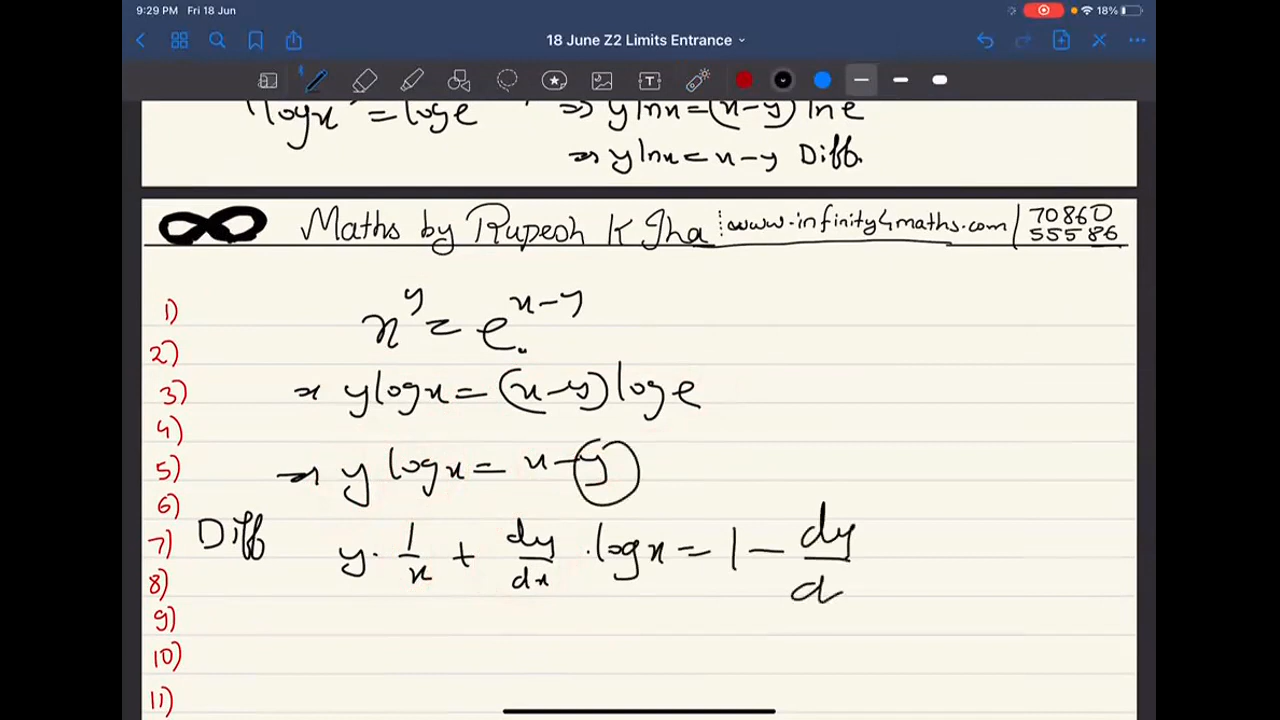 9:29 PM Fri 18 Jun
18%
18 June Z2 Limits Entrance
logx = loge ⇒ y lnx = (x-y) ln e
⇒ y lnx = x-y Diff.
∞ Maths by Rupesh K Jha www.infinity4maths.com / 70860 55586
1) x^y = e^{x-y}
2)
3) ⇒ y logx = (x-y) loge
4)
5) ⇒ y logx = x-y
6)
7) Diff y · 1/x + dy/dx · logx = 1 - dy/d
8)
9)
10)
11)